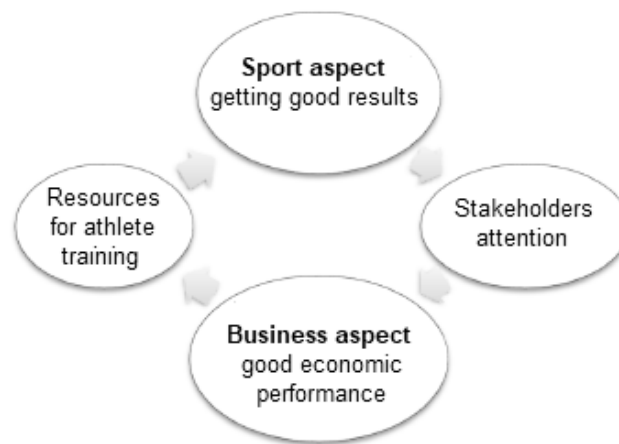 Sport aspect
getting good results
Resources
for athlete
training
Stakeholders
attention
Business aspect
good economic
performance